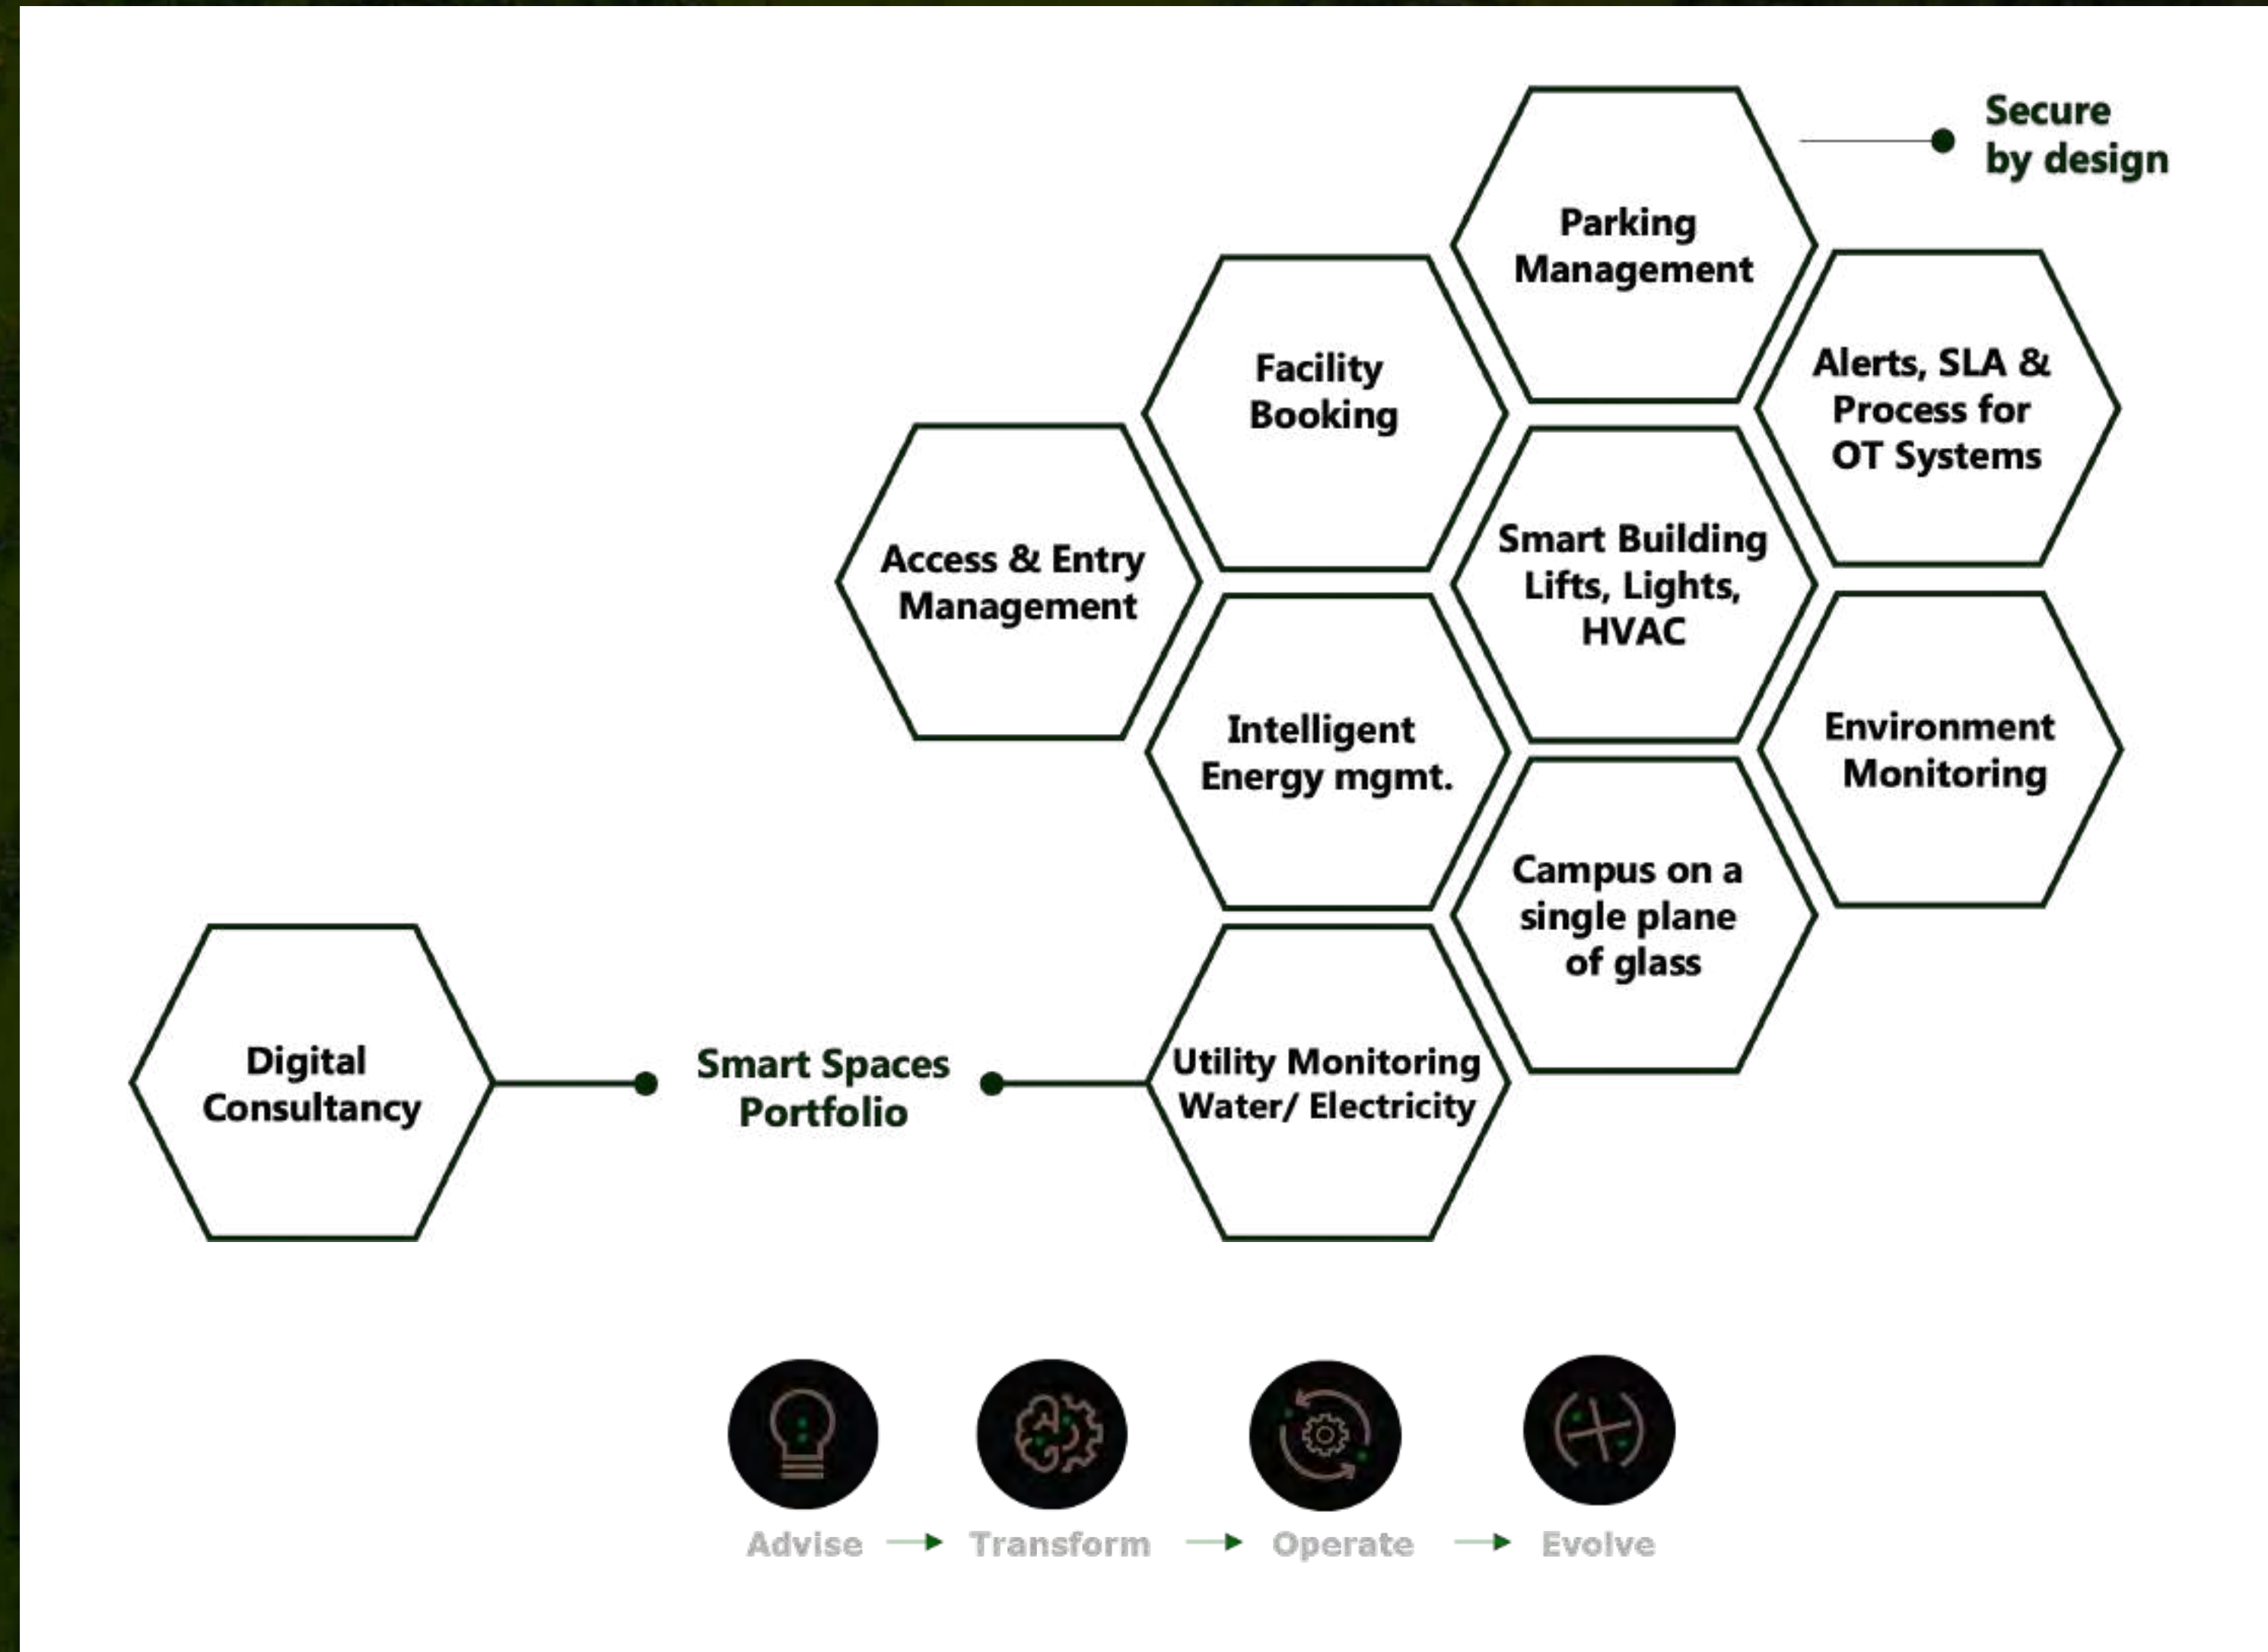 Secure
by design
Parking
Management
Facility
Booking
Alerts, SLA &
Process for
OT Systems
Access & Entry
Management
Smart Building
Lifts, Lights,
HVAC
Intelligent
Energy mgmt.
Environment
Monitoring
Campus on a
single plane
of glass
Digital
Consultancy
Smart Spaces
Portfolio
Utility Monitoring
Water/ Electricity
Advise
Transform
Operate
Evolve